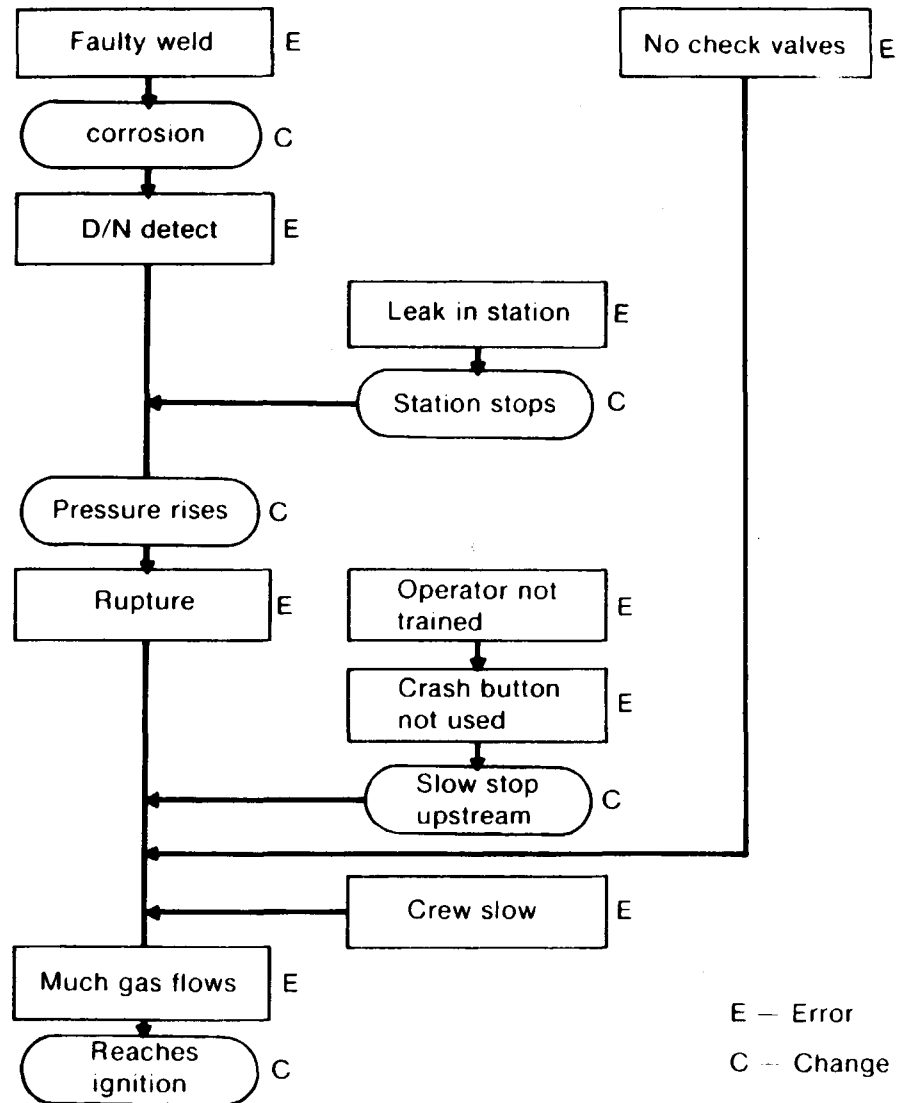 Faulty weld E
No check valves E
corrosion C
D/N detect E
Leak in station E
Station stops C
Pressure rises C
Rupture E
Operator not
trained E
Crash button
not used E
Slow stop
upstream C
Crew slow E
Much gas flows E
Reaches
ignition C
E – Error
C – Change